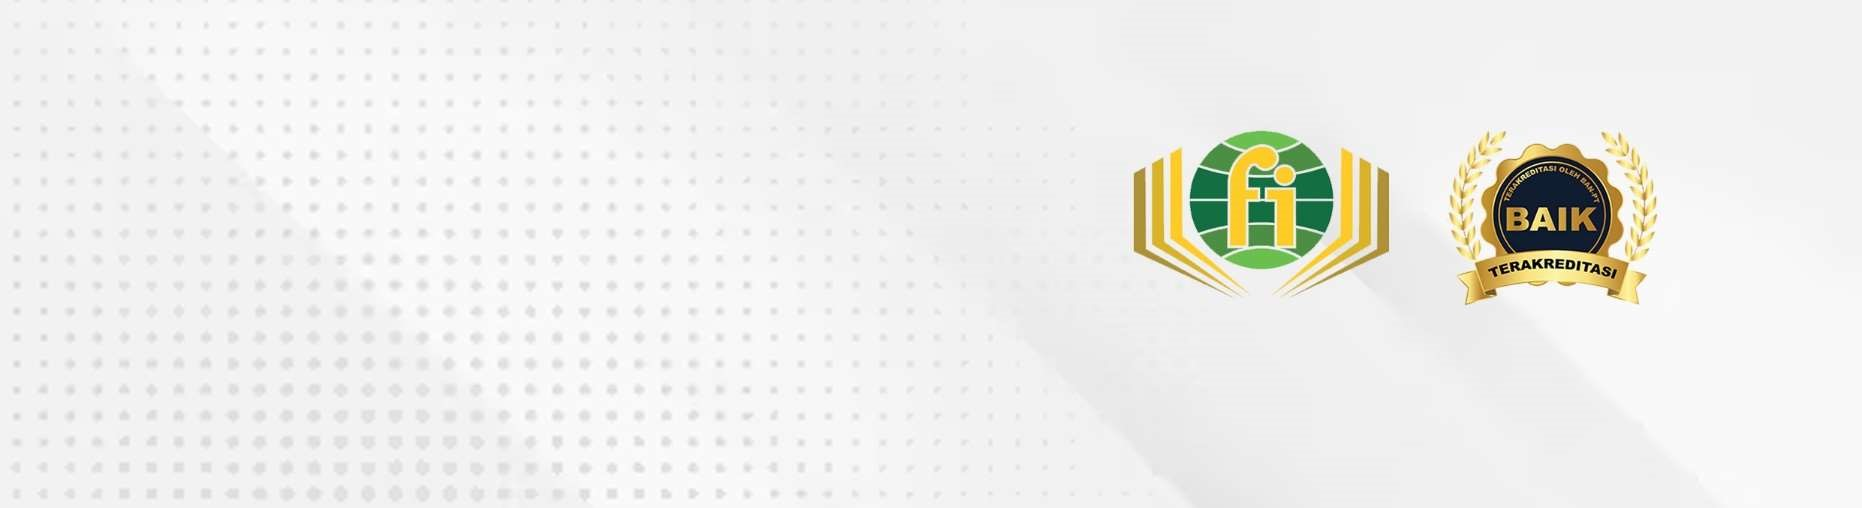 fi
TERAKREDITASI OLEH BAN-PT
BAIK
TERAKREDITASI